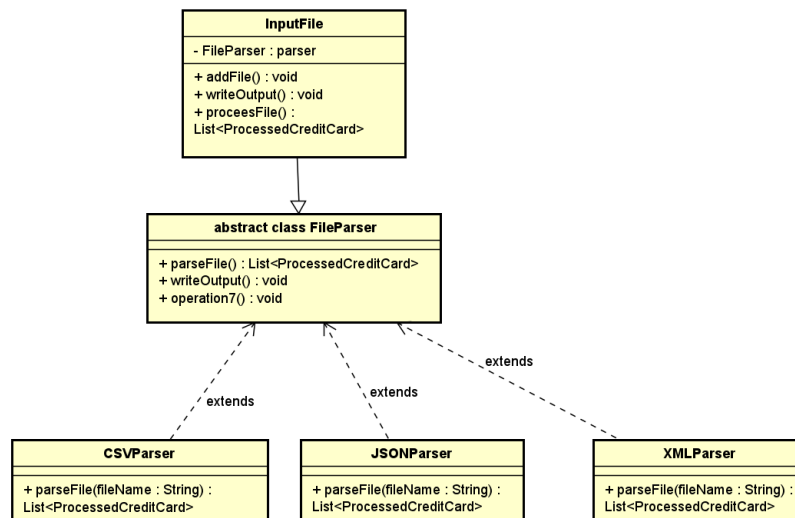 InputFile
- FileParser : parser
+ addFile() : void
+ writeOutput() : void
+ proceesFile() :
List<ProcessedCreditCard>
abstract class FileParser
+ parseFile() : List<ProcessedCreditCard>
+ writeOutput() : void
+ operation7() : void
extends
extends
extends
CSVParser
+ parseFile(fileName : String) :
List<ProcessedCreditCard>
JSONParser
+ parseFile(fileName : String) :
List<ProcessedCreditCard>
XMLParser
+ parseFile(fileName : String) :
List<ProcessedCreditCard>